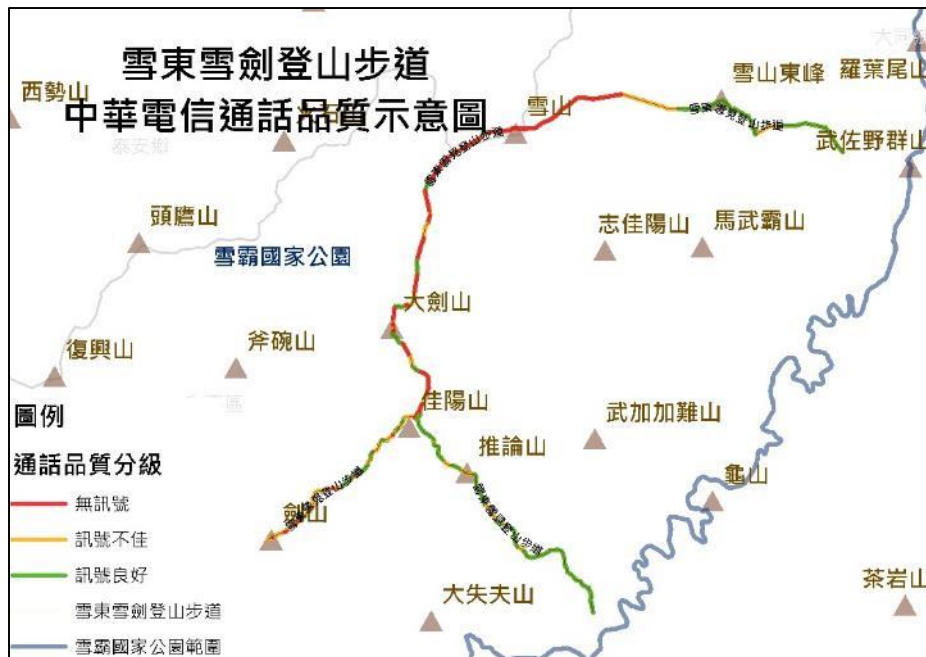 雪東雪劍登山步道
中華電信通話品質示意圖
西勢山
泰安鄉
雪山
雪山東峰
羅葉尾山
武佐野群山
頭鷹山
雪霸國家公園
志佳陽山
馬武霸山
大劍山
復興山
斧碗山
佳陽山
推論山
武加加難山
劍山
龜山
大失夫山
茶岩山
圖例
通話品質分級
無訊號
訊號不佳
訊號良好
雪東雪劍登山步道
雪霸國家公園範圍